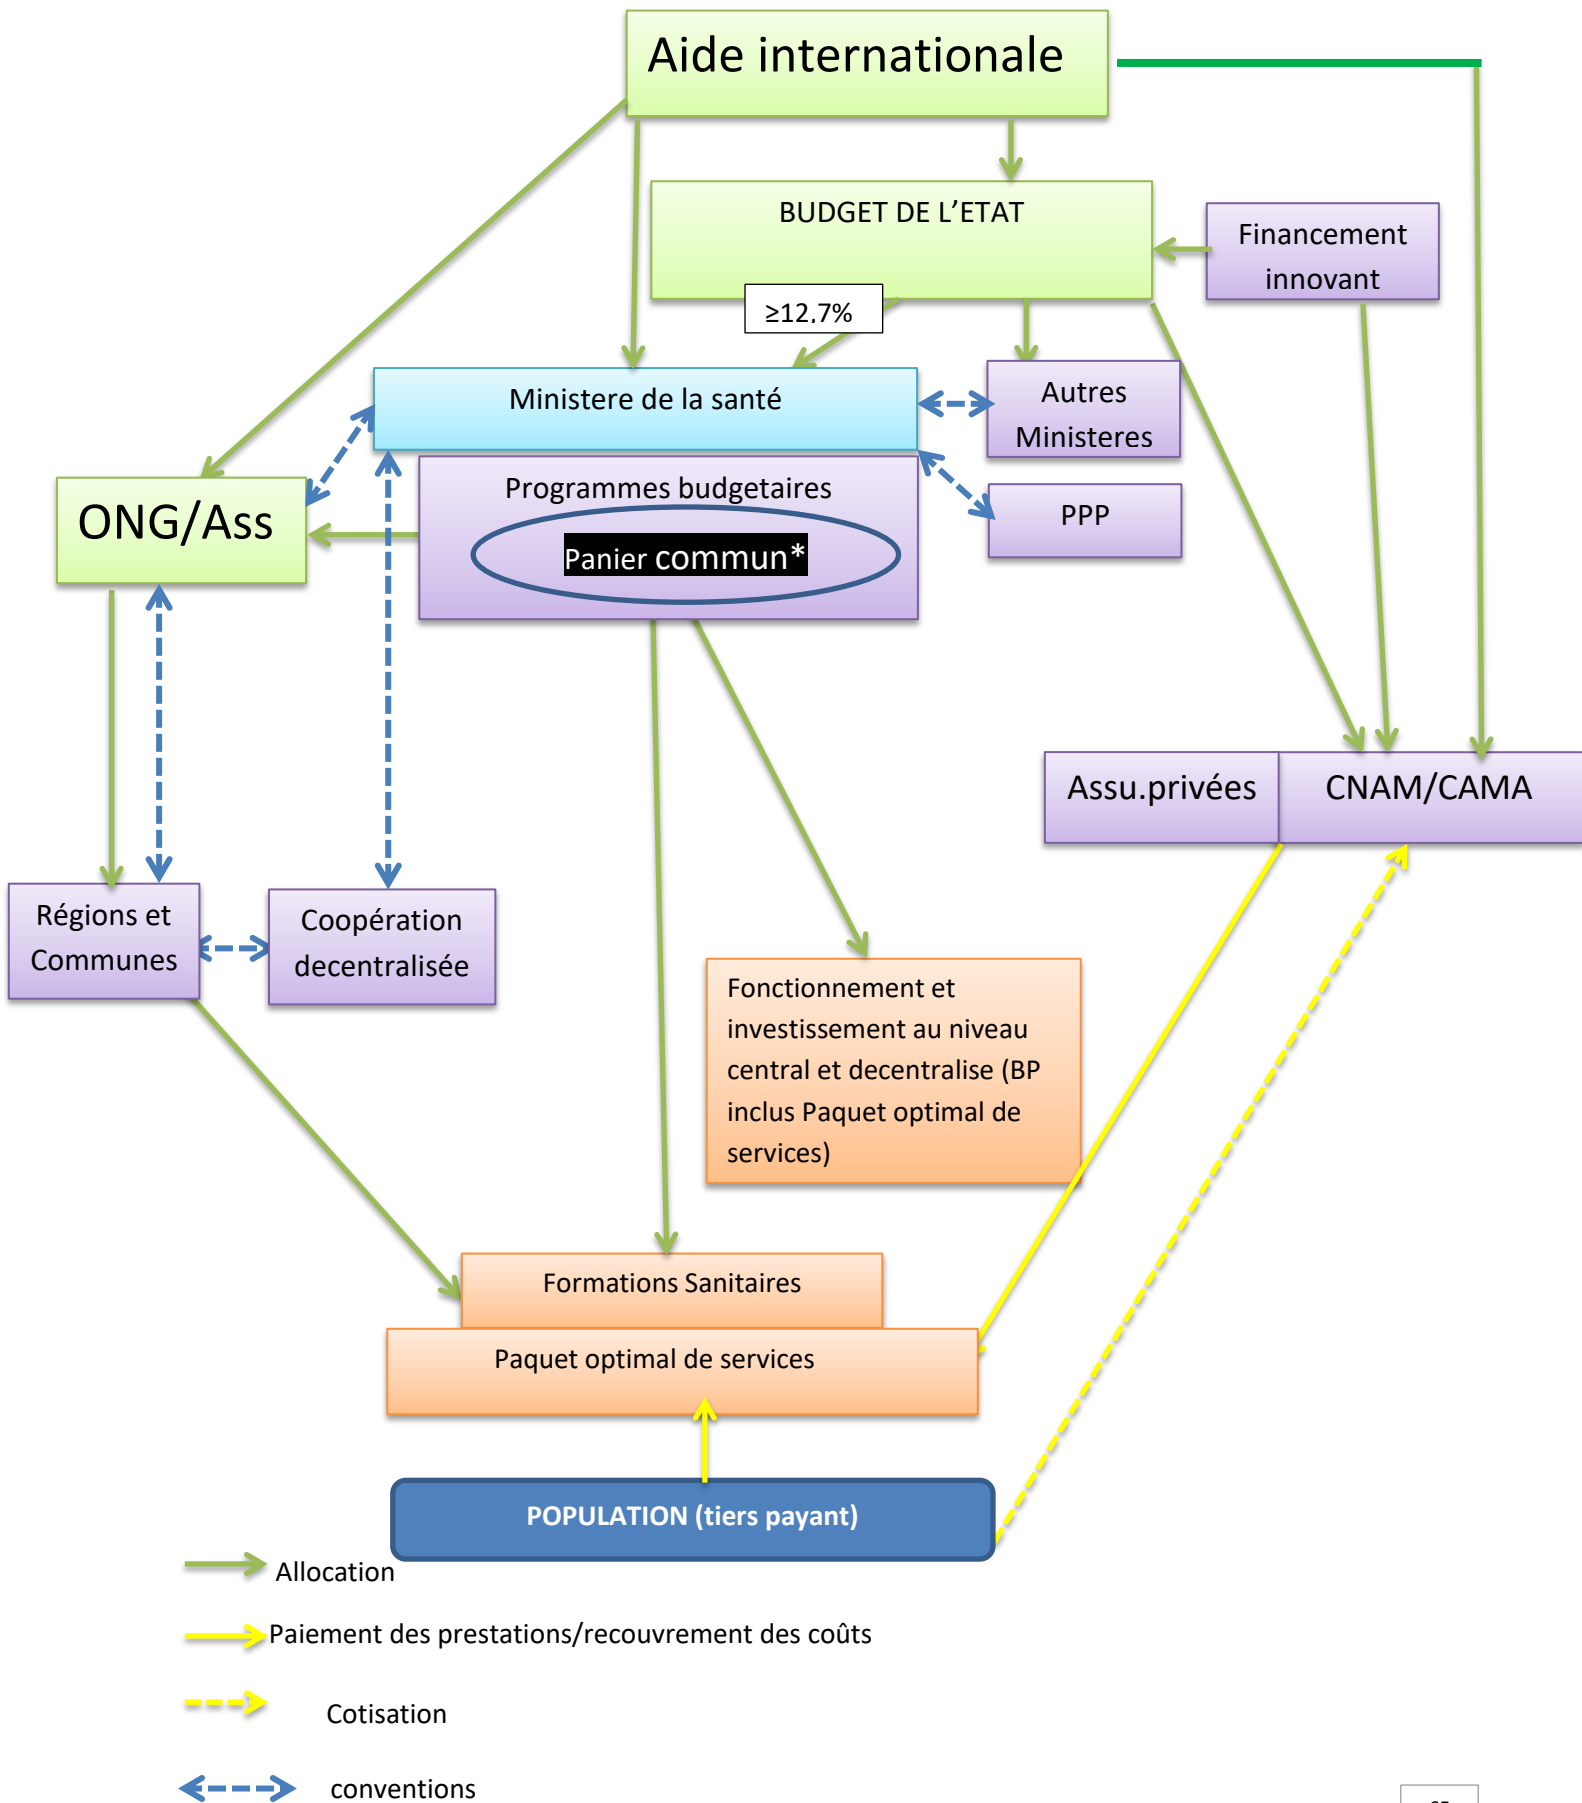 Aide internationale
BUDGET DE L’ETAT
Financement
innovant
≥12,7%
Ministere de la santé
Autres
Ministeres
Programmes budgetaires
Panier commun*
PPP
ONG/Ass
Assu.privées
CNAM/CAMA
Régions et
Communes
Coopération
decentralisée
Fonctionnement et
investissement au niveau
central et decentralise (BP
inclus Paquet optimal de
services)
Formations Sanitaires
Paquet optimal de services
POPULATION (tiers payant)
Allocation
Paiement des prestations/recouvrement des coûts
Cotisation
conventions